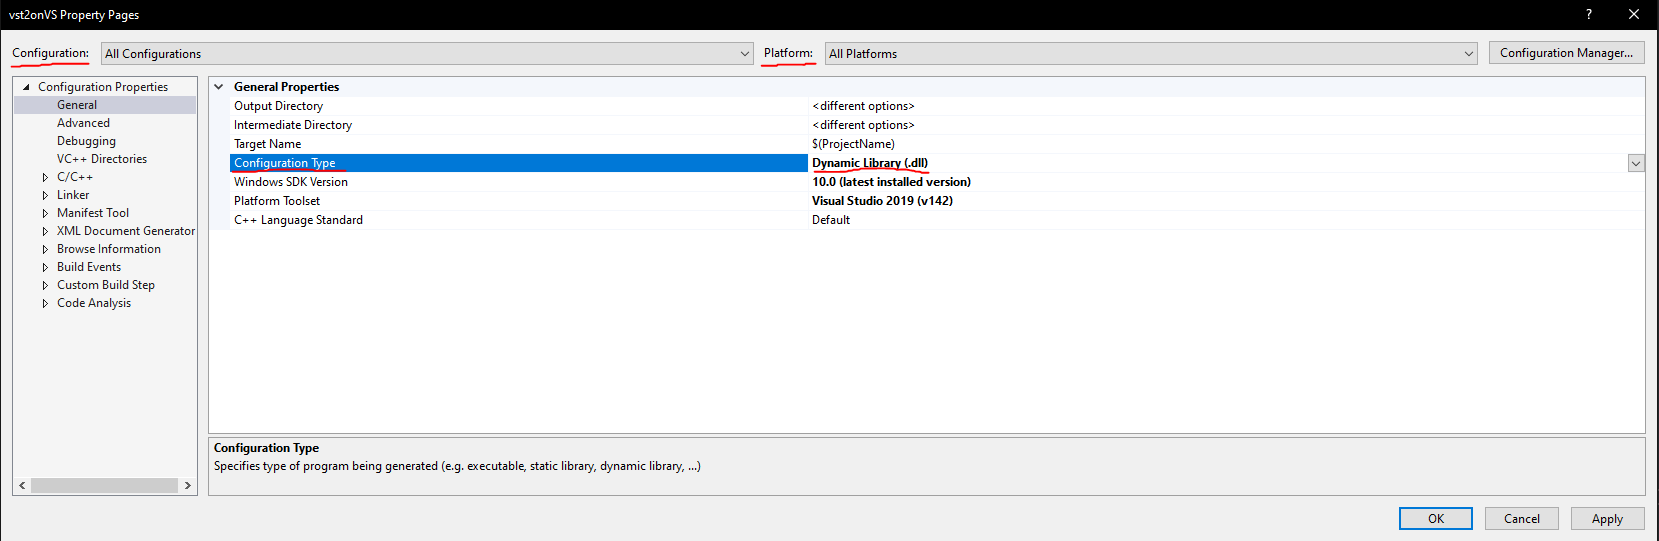 vst2onVS Property Pages
Configuration: All Configurations Platform: All Platforms Configuration Manager...
Configuration Properties
General
Advanced
Debugging
VC++ Directories
C/C++
Linker
Manifest Tool
XML Document Generator
Browse Information
Build Events
Custom Build Step
Code Analysis
General Properties
Output Directory <different options>
Intermediate Directory <different options>
Target Name $(ProjectName)
Configuration Type Dynamic Library (.dll)
Windows SDK Version 10.0 (latest installed version)
Platform Toolset Visual Studio 2019 (v142)
C++ Language Standard Default
Configuration Type
Specifies type of program being generated (e.g. executable, static library, dynamic library, ...)
OK Cancel Apply